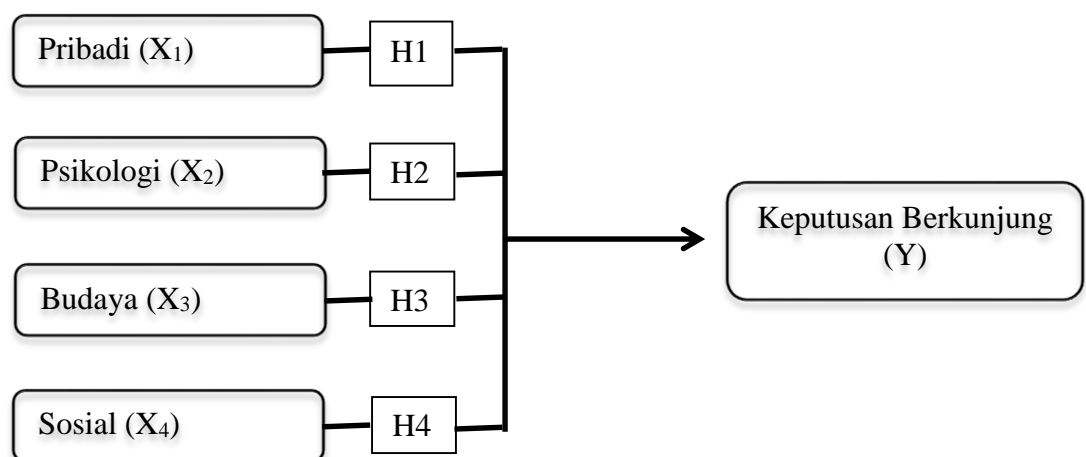 Pribadi (X₁)
H1
Psikologi (X₂)
H2
Keputusan Berkunjung
(Y)
Budaya (X₃)
H3
Sosial (X₄)
H4